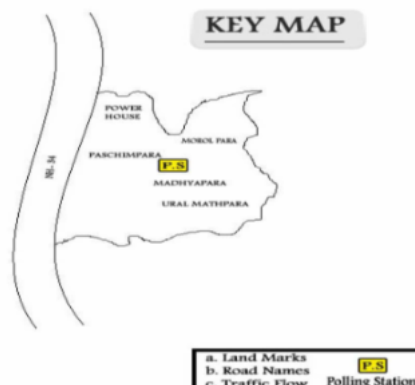 KEY MAP
POWER
HOUSE
MOROL PARA
PASCHIMPARA
P.S
MADHYAPARA
URAL MATHPARA
NH-34
a. Land Marks
b. Road Names
c. Traffic Flow
P.S
Polling Station